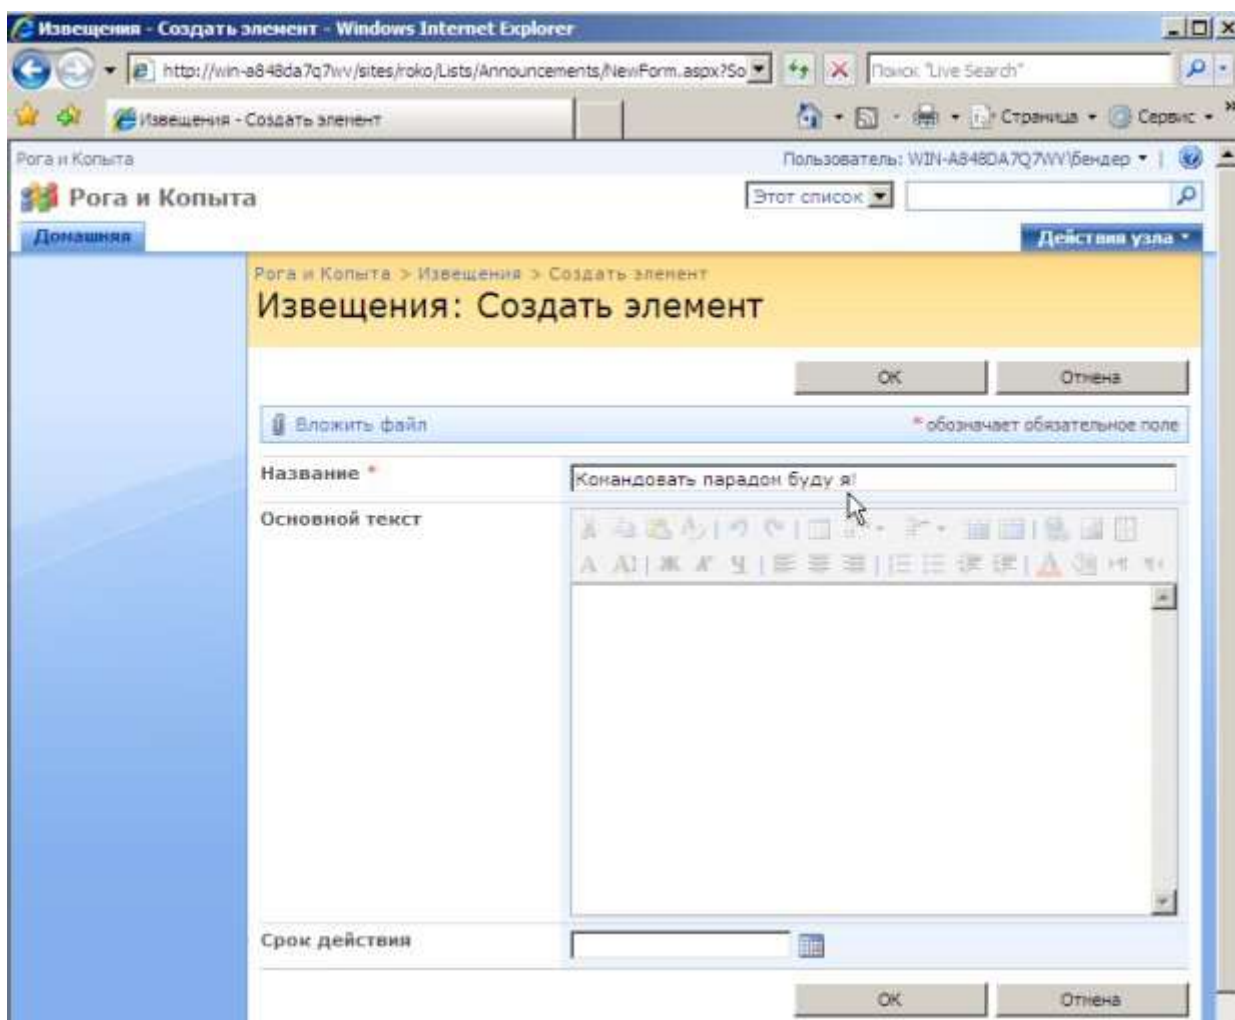 Извещения - Создать элемент - Windows Internet Explorer
http://win-a848da7q7wv/sites/roko/Lists/Announcements/NewForm.aspx?So
Поиск "Live Search"
Извещения - Создать элемент
Страница
Сервис
Рога и Копыта
Пользователь: WIN-A848DA7Q7WV\бендер
Рога и Копыта
Этот список
Домашняя
Действия узла
Рога и Копыта > Извещения > Создать элемент
Извещения: Создать элемент
ОК Отмена
Вложить файл
* обозначает обязательное поле
Название *
Командовать парадом буду я!
Основной текст
А А Ж К Ч
Срок действия
ОК Отмена